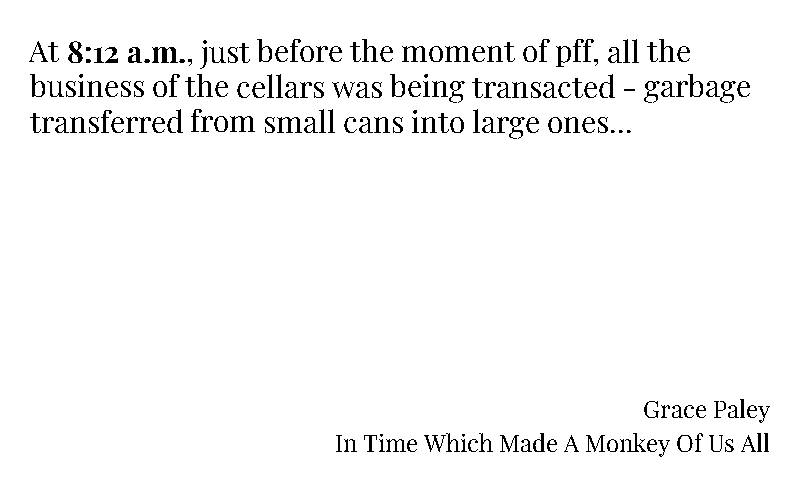 At 8:12 a.m., just before the moment of pff, all the
business of the cellars was being transacted - garbage
transferred from small cans into large ones...
Grace Paley
In Time Which Made A Monkey Of Us All